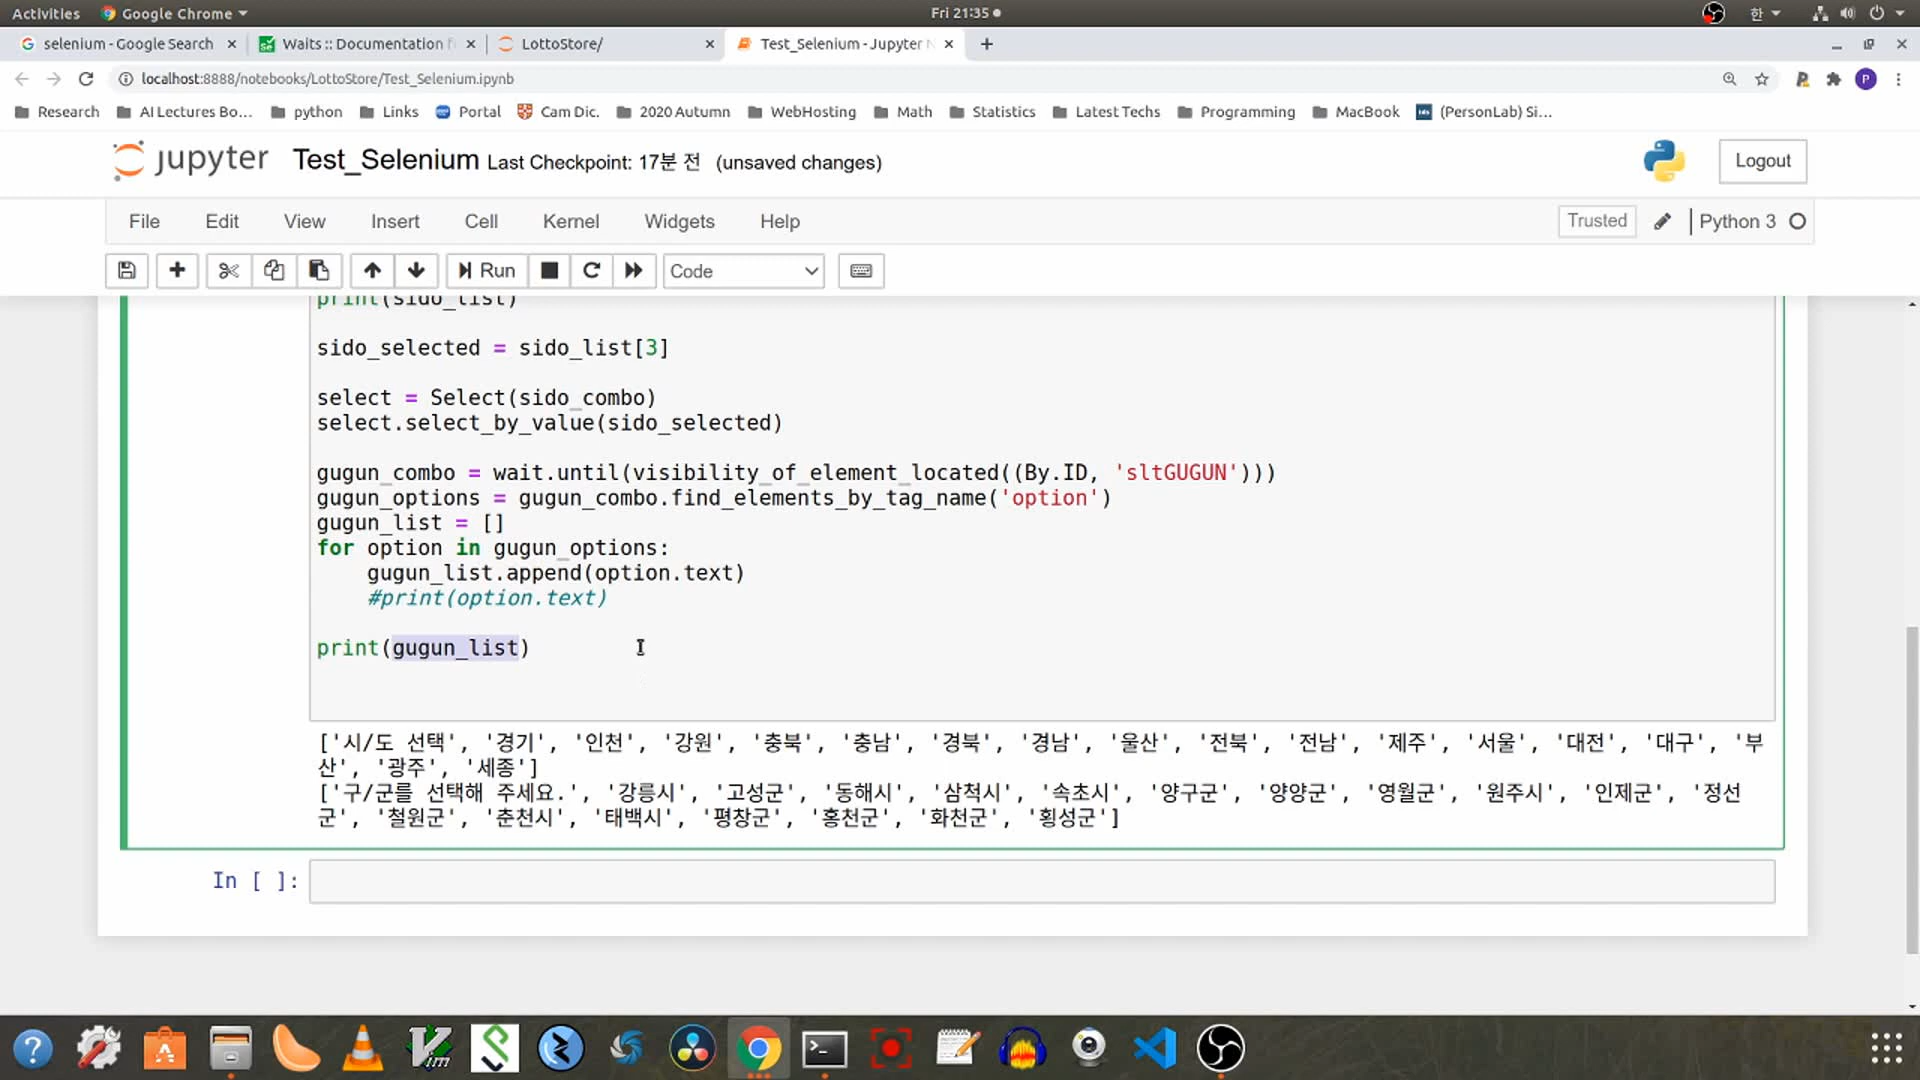 Activities Google Chrome Fri 21:35 한
selenium - Google Search Waits :: Documentation f LottoStore/ Test_Selenium - Jupyter N
localhost:8888/notebooks/LottoStore/Test_Selenium.ipynb P
Research AI Lectures Bo... python Links Portal Cam Dic. 2020 Autumn WebHosting Math Statistics Latest Techs Programming MacBook (PersonLab) Si...
jupyter Test_Selenium Last Checkpoint: 17분 전 (unsaved changes) Logout
File Edit View Insert Cell Kernel Widgets Help Trusted Python 3
Run Code
print(sido_list)
sido_selected = sido_list[3]
select = Select(sido_combo)
select.select_by_value(sido_selected)
gugun_combo = wait.until(visibility_of_element_located((By.ID, 'sltGUGUN')))
gugun_options = gugun_combo.find_elements_by_tag_name('option')
gugun_list = []
for option in gugun_options:
gugun_list.append(option.text)
#print(option.text)
print(gugun_list)
['시/도 선택', '경기', '인천', '강원', '충북', '충남', '경북', '경남', '울산', '전북', '전남', '제주', '서울', '대전', '대구', '부
산', '광주', '세종']
['구/군를 선택해 주세요.', '강릉시', '고성군', '동해시', '삼척시', '속초시', '양구군', '양양군', '영월군', '원주시', '인제군', '정선
군', '철원군', '춘천시', '태백시', '평창군', '홍천군', '화천군', '횡성군']
In [ ]: